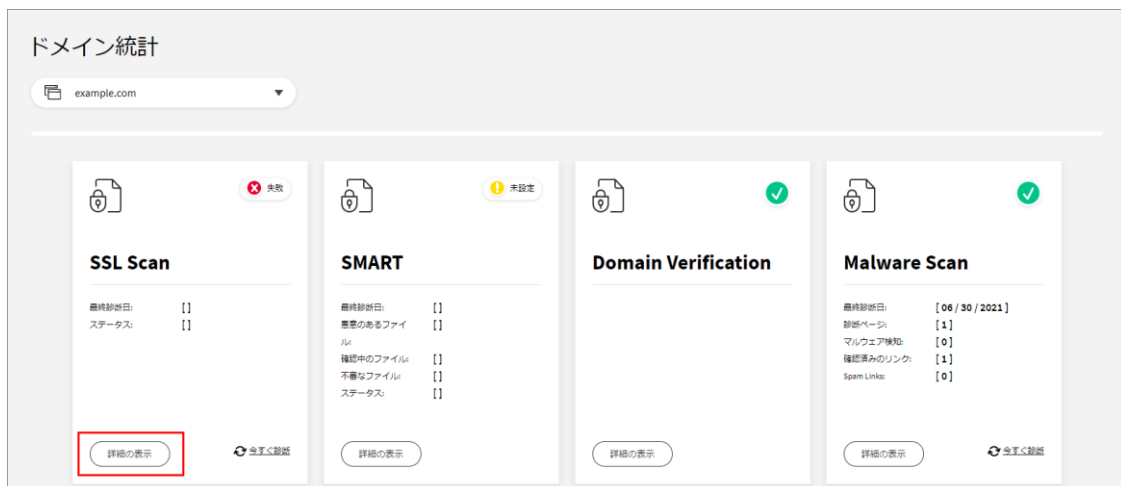 ドメイン統計
example.com
失敗
SSL Scan
最終診断日: [ ]
ステータス: [ ]
詳細の表示
今すぐ診断
未設定
SMART
最終診断日: [ ]
悪意のあるファイ [ ]
ル:
確認中のファイル: [ ]
不審なファイル: [ ]
ステータス: [ ]
詳細の表示
Domain Verification
詳細の表示
Malware Scan
最終診断日: [ 06 / 30 / 2021 ]
診断ページ: [ 1 ]
マルウェア検知: [ 0 ]
確認済みのリンク: [ 1 ]
Spam Links: [ 0 ]
詳細の表示
今すぐ診断